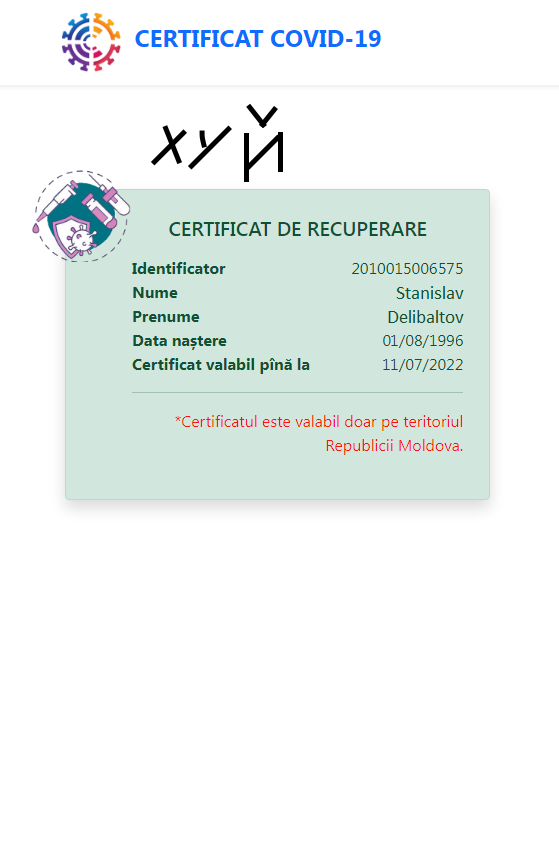 CERTIFICAT COVID-19
хуй
CERTIFICAT DE RECUPERARE
Identificator 2010015006575
Nume Stanislav
Prenume Delibaltov
Data naștere 01/08/1996
Certificat valabil pînă la 11/07/2022
*Certificatul este valabil doar pe teritoriul
Republicii Moldova.